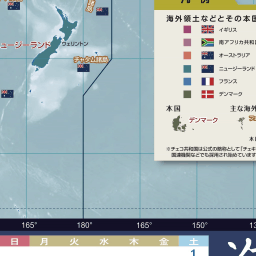 海外領土などとその本国
イギリス
南アフリカ共和国
オーストラリア
ニュージーランド
フランス
デンマーク
本国
主な海外
デンマーク
※チェコ共和国は公式の略称として「チェキ
国連機関などでも採用され始めています
ニュージーランド
ウェリントン
チャタム諸島
165° 180° 165° 150°
日 月 火 水 木 金 土
1